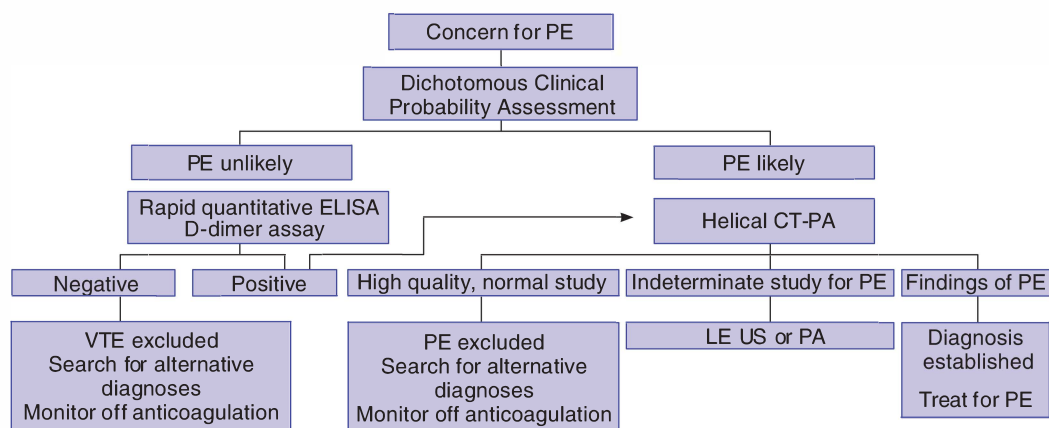 Concern for PE
Dichotomous Clinical
Probability Assessment
PE unlikely
PE likely
Rapid quantitative ELISA
D-dimer assay
Helical CT-PA
Negative
Positive
High quality, normal study
Indeterminate study for PE
Findings of PE
VTE excluded
Search for alternative
diagnoses
Monitor off anticoagulation
PE excluded
Search for alternative
diagnoses
Monitor off anticoagulation
LE US or PA
Diagnosis
established
Treat for PE